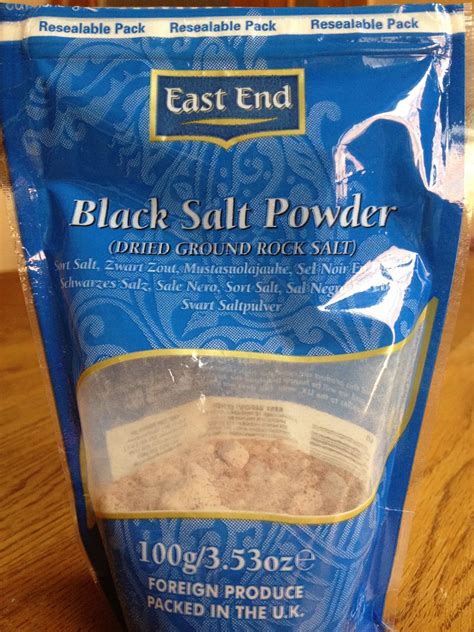 Resealable Pack Resealable Pack Resealable Pack
East End
Black Salt Powder
(DRIED GROUND ROCK SALT)
Sort Salt, Zwart Zout, Mustasuolajauhe, Sel Noir
Schwarzes Salz, Sale Nero, Sort Salt, Sal Negra
Svart Saltpulver
100g/3.53oz℮
FOREIGN PRODUCE
PACKED IN THE U.K.